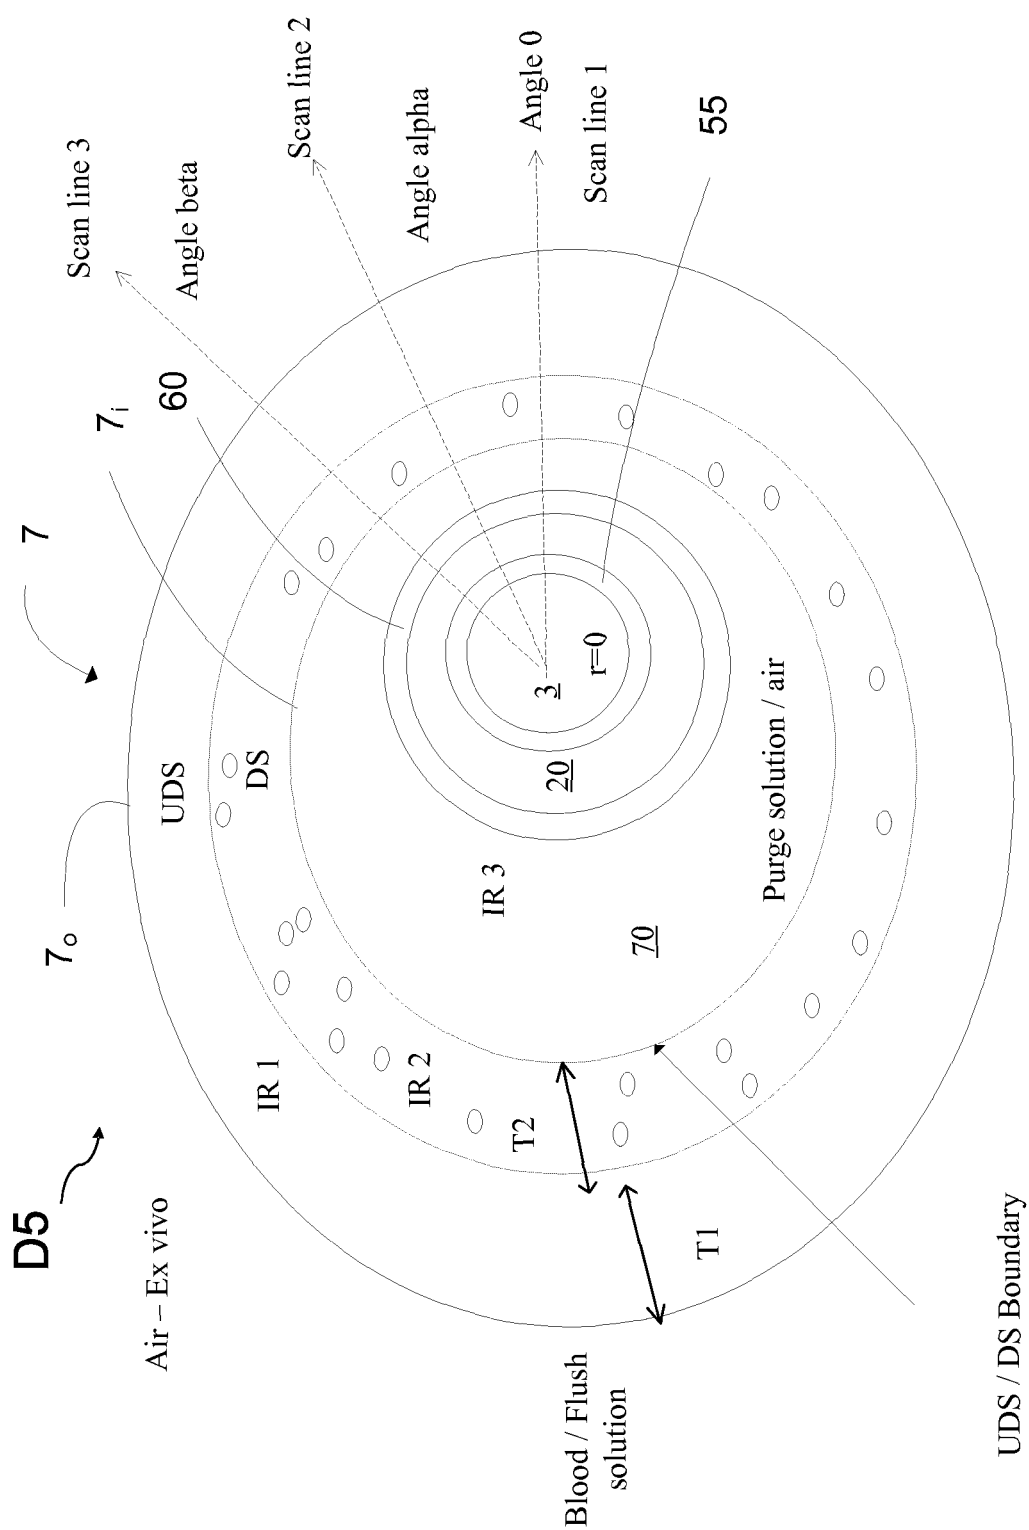 D5
Air – Ex vivo
7
7o
7i
60
Scan line 3
Angle beta
Scan line 2
Angle alpha
Angle 0
Scan line 1
55
UDS
DS
IR 1
IR 2
IR 3
T2
T1
3
r=0
20
70
Purge solution / air
Blood / Flush
solution
UDS / DS Boundary